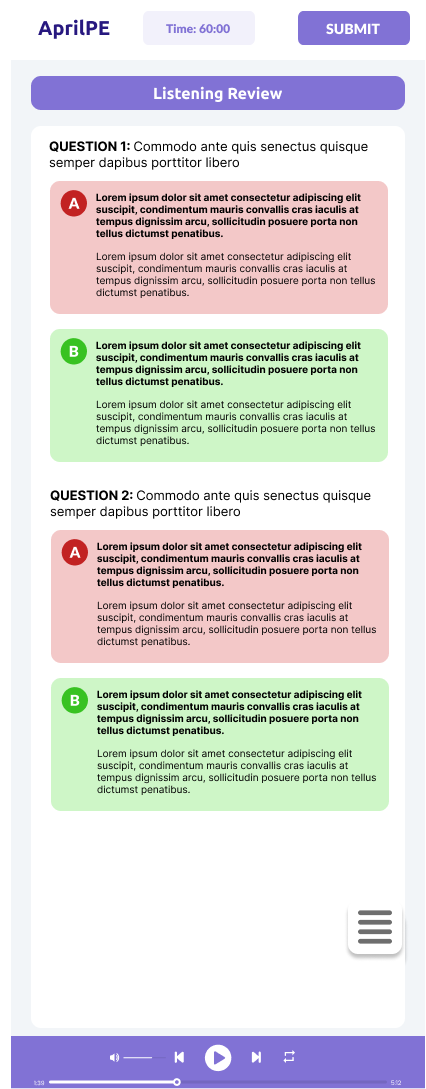 AprilPE
Time: 60:00
SUBMIT
Listening Review
QUESTION 1: Commodo ante quis senectus quisque
semper dapibus porttitor libero
A
Lorem ipsum dolor sit amet consectetur adipiscing elit
suscipit, condimentum mauris convallis cras iaculis at
tempus dignissim arcu, sollicitudin posuere porta non
tellus dictumst penatibus.
Lorem ipsum dolor sit amet consectetur adipiscing elit
suscipit, condimentum mauris convallis cras iaculis at
tempus dignissim arcu, sollicitudin posuere porta non tellus
dictumst penatibus.
B
Lorem ipsum dolor sit amet consectetur adipiscing elit
suscipit, condimentum mauris convallis cras iaculis at
tempus dignissim arcu, sollicitudin posuere porta non
tellus dictumst penatibus.
Lorem ipsum dolor sit amet consectetur adipiscing elit
suscipit, condimentum mauris convallis cras iaculis at
tempus dignissim arcu, sollicitudin posuere porta non tellus
dictumst penatibus.
QUESTION 2: Commodo ante quis senectus quisque
semper dapibus porttitor libero
A
Lorem ipsum dolor sit amet consectetur adipiscing elit
suscipit, condimentum mauris convallis cras iaculis at
tempus dignissim arcu, sollicitudin posuere porta non
tellus dictumst penatibus.
Lorem ipsum dolor sit amet consectetur adipiscing elit
suscipit, condimentum mauris convallis cras iaculis at
tempus dignissim arcu, sollicitudin posuere porta non tellus
dictumst penatibus.
B
Lorem ipsum dolor sit amet consectetur adipiscing elit
suscipit, condimentum mauris convallis cras iaculis at
tempus dignissim arcu, sollicitudin posuere porta non
tellus dictumst penatibus.
Lorem ipsum dolor sit amet consectetur adipiscing elit
suscipit, condimentum mauris convallis cras iaculis at
tempus dignissim arcu, sollicitudin posuere porta non tellus
dictumst penatibus.
1:39
5:12